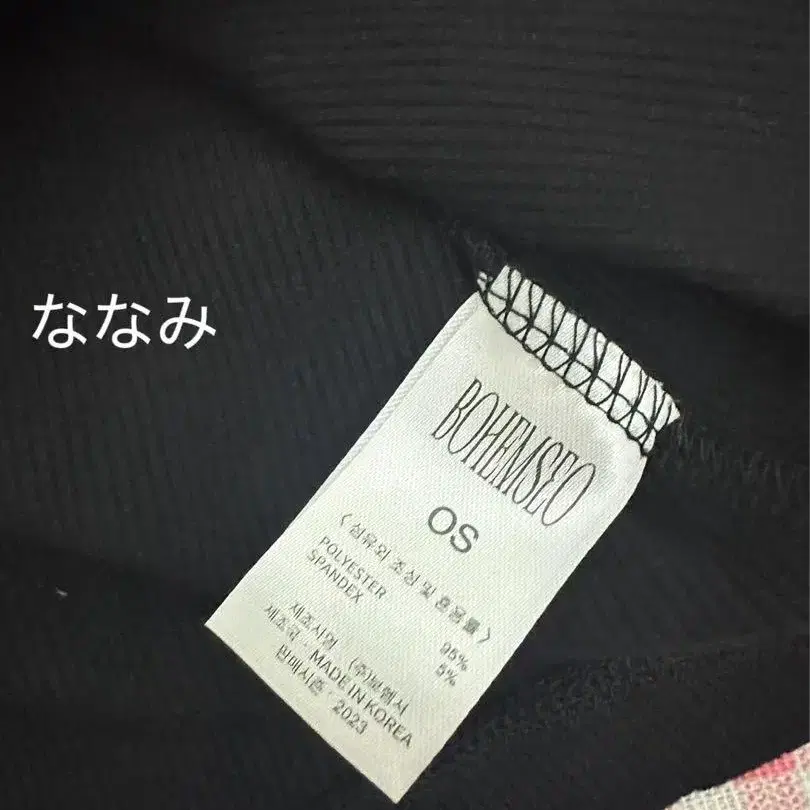 ななみ
BOHEMSEO
OS
<섬유의 조성 및 혼용률>
POLYESTER 95%
SPANDEX 5%
제조사명 (주)보헴서
제조국 · MADE IN KOREA
판매시즌 · 2023